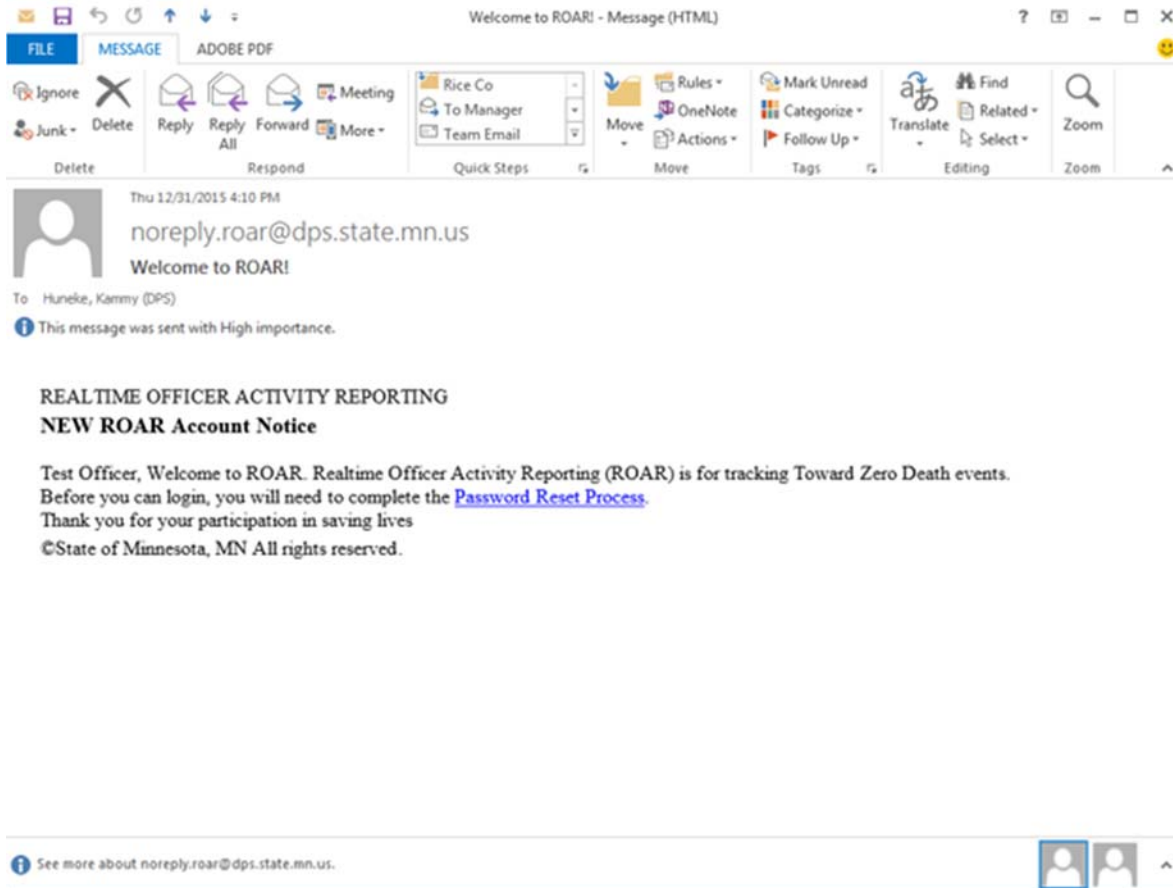 Welcome to ROAR! - Message (HTML)
FILE MESSAGE ADOBE PDF
Ignore
Junk
Delete
Delete
Reply
Reply All
Forward
Meeting
More
Respond
Rice Co
To Manager
Team Email
Quick Steps
Move
Rules
OneNote
Actions
Move
Mark Unread
Categorize
Follow Up
Tags
Translate
Find
Related
Select
Editing
Zoom
Zoom
Thu 12/31/2015 4:10 PM
noreply.roar@dps.state.mn.us
Welcome to ROAR!
To Huneke, Kammy (DPS)
This message was sent with High importance.
REALTIME OFFICER ACTIVITY REPORTING
NEW ROAR Account Notice
Test Officer, Welcome to ROAR. Realtime Officer Activity Reporting (ROAR) is for tracking Toward Zero Death events.
Before you can login, you will need to complete the Password Reset Process.
Thank you for your participation in saving lives
©State of Minnesota, MN All rights reserved.
See more about noreply.roar@dps.state.mn.us.